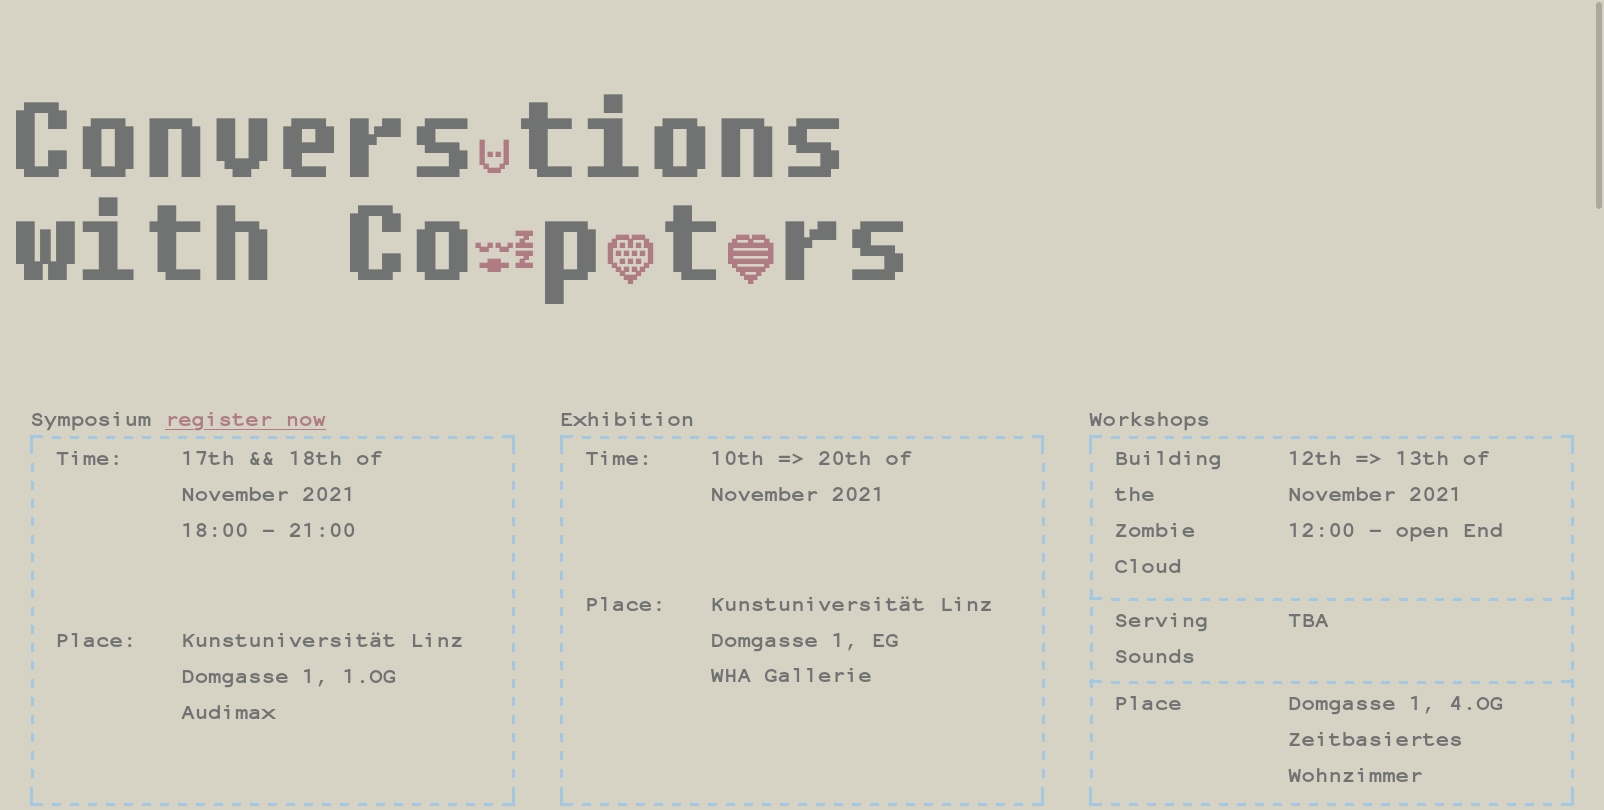 Convers tions
with Co p t rs
Symposium register now
Time: 17th && 18th of
November 2021
18:00 – 21:00
Place: Kunstuniversität Linz
Domgasse 1, 1.OG
Audimax
Exhibition
Time: 10th => 20th of
November 2021
Place: Kunstuniversität Linz
Domgasse 1, EG
WHA Gallerie
Workshops
Building 12th => 13th of
the November 2021
Zombie 12:00 – open End
Cloud
Serving TBA
Sounds
Place Domgasse 1, 4.OG
Zeitbasiertes
Wohnzimmer